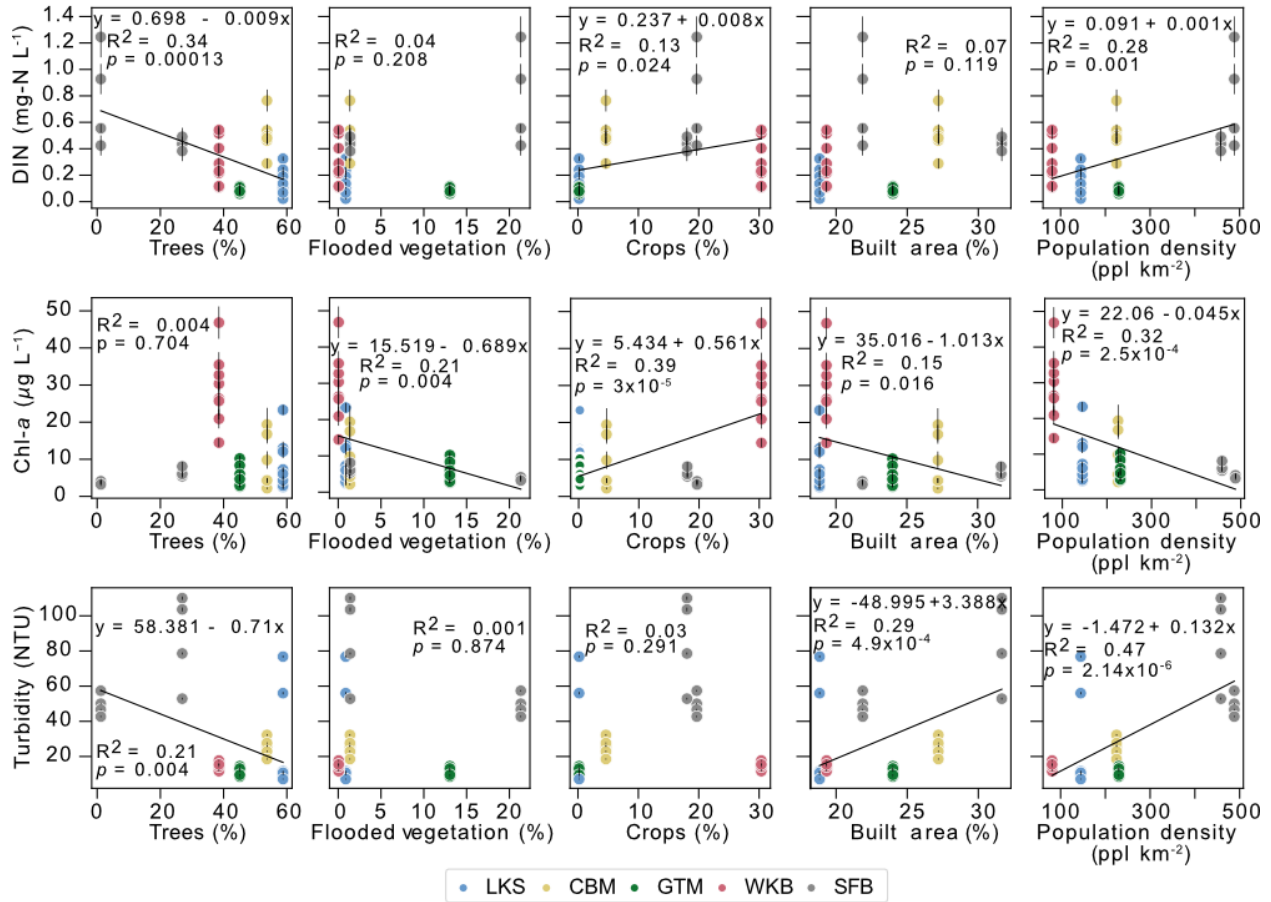 y = 0.698 - 0.009x
R2 = 0.34
p = 0.00013
R2 = 0.04
p = 0.208
y = 0.237 + 0.008x
R2 = 0.13
p = 0.024
R2 = 0.07
p = 0.119
y = 0.091 + 0.001x
R2 = 0.28
p = 0.001
DIN (mg-N L⁻¹)
1.4
1.2
1.0
0.8
0.6
0.4
0.2
0.0
0 20 40 60
Trees (%)
0 5 10 15 20
Flooded vegetation (%)
0 10 20 30
Crops (%)
20 25 30
Built area (%)
100 300 500
Population density
(ppl km⁻²)
R2 = 0.004
p = 0.704
y = 15.519 - 0.689x
R2 = 0.21
p = 0.004
y = 5.434 + 0.561x
R2 = 0.39
p = 3x10⁻⁵
y = 35.016 - 1.013x
R2 = 0.15
p = 0.016
y = 22.06 - 0.045x
R2 = 0.32
p = 2.5x10⁻⁴
Chl-a (μg L⁻¹)
50
40
30
20
10
0
0 20 40 60
Trees (%)
0 5 10 15 20
Flooded vegetation (%)
0 10 20 30
Crops (%)
20 25 30
Built area (%)
100 300 500
Population density
(ppl km⁻²)
y = 58.381 - 0.71x
R2 = 0.21
p = 0.004
R2 = 0.001
p = 0.874
R2 = 0.03
p = 0.291
y = -48.995 + 3.388x
R2 = 0.29
p = 4.9x10⁻⁴
y = -1.472 + 0.132x
R2 = 0.47
p = 2.14x10⁻⁶
Turbidity (NTU)
100
80
60
40
20
0 20 40 60
Trees (%)
0 5 10 15 20
Flooded vegetation (%)
0 10 20 30
Crops (%)
20 25 30
Built area (%)
100 300 500
Population density
(ppl km⁻²)
LKS CBM GTM WKB SFB